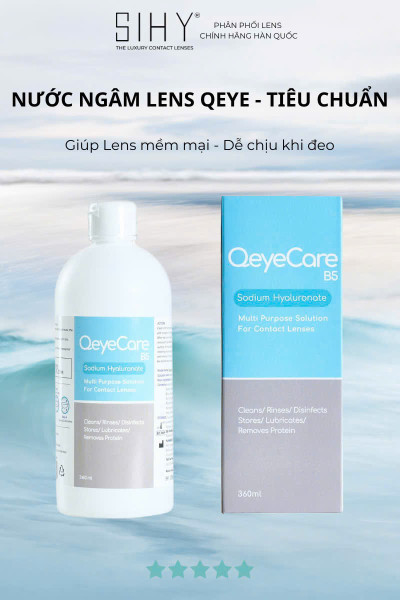 SIHY®
THE LUXURY CONTACT LENSES
PHÂN PHỐI LENS
CHÍNH HÃNG HÀN QUỐC
NƯỚC NGÂM LENS QEYE - TIÊU CHUẨN
Giúp Lens mềm mại - Dễ chịu khi đeo
QeyeCare
B5
Sodium Hyaluronate
Multi Purpose Solution
For Contact Lenses
Cleans/ Rinses/ Disinfects
Stores/ Lubricates/
Removes Protein
360ml
QeyeCare
B5
Sodium Hyaluronate
Multi Purpose Solution
For Contact Lenses
Cleans/ Rinses/ Disinfects
Stores/ Lubricates/
Removes Protein
360ml